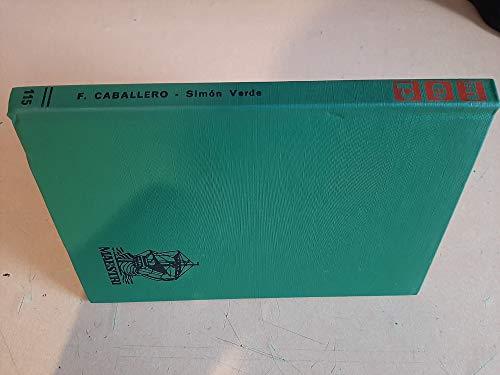 115
F. CABALLERO - Simón Verde
MAESTRI